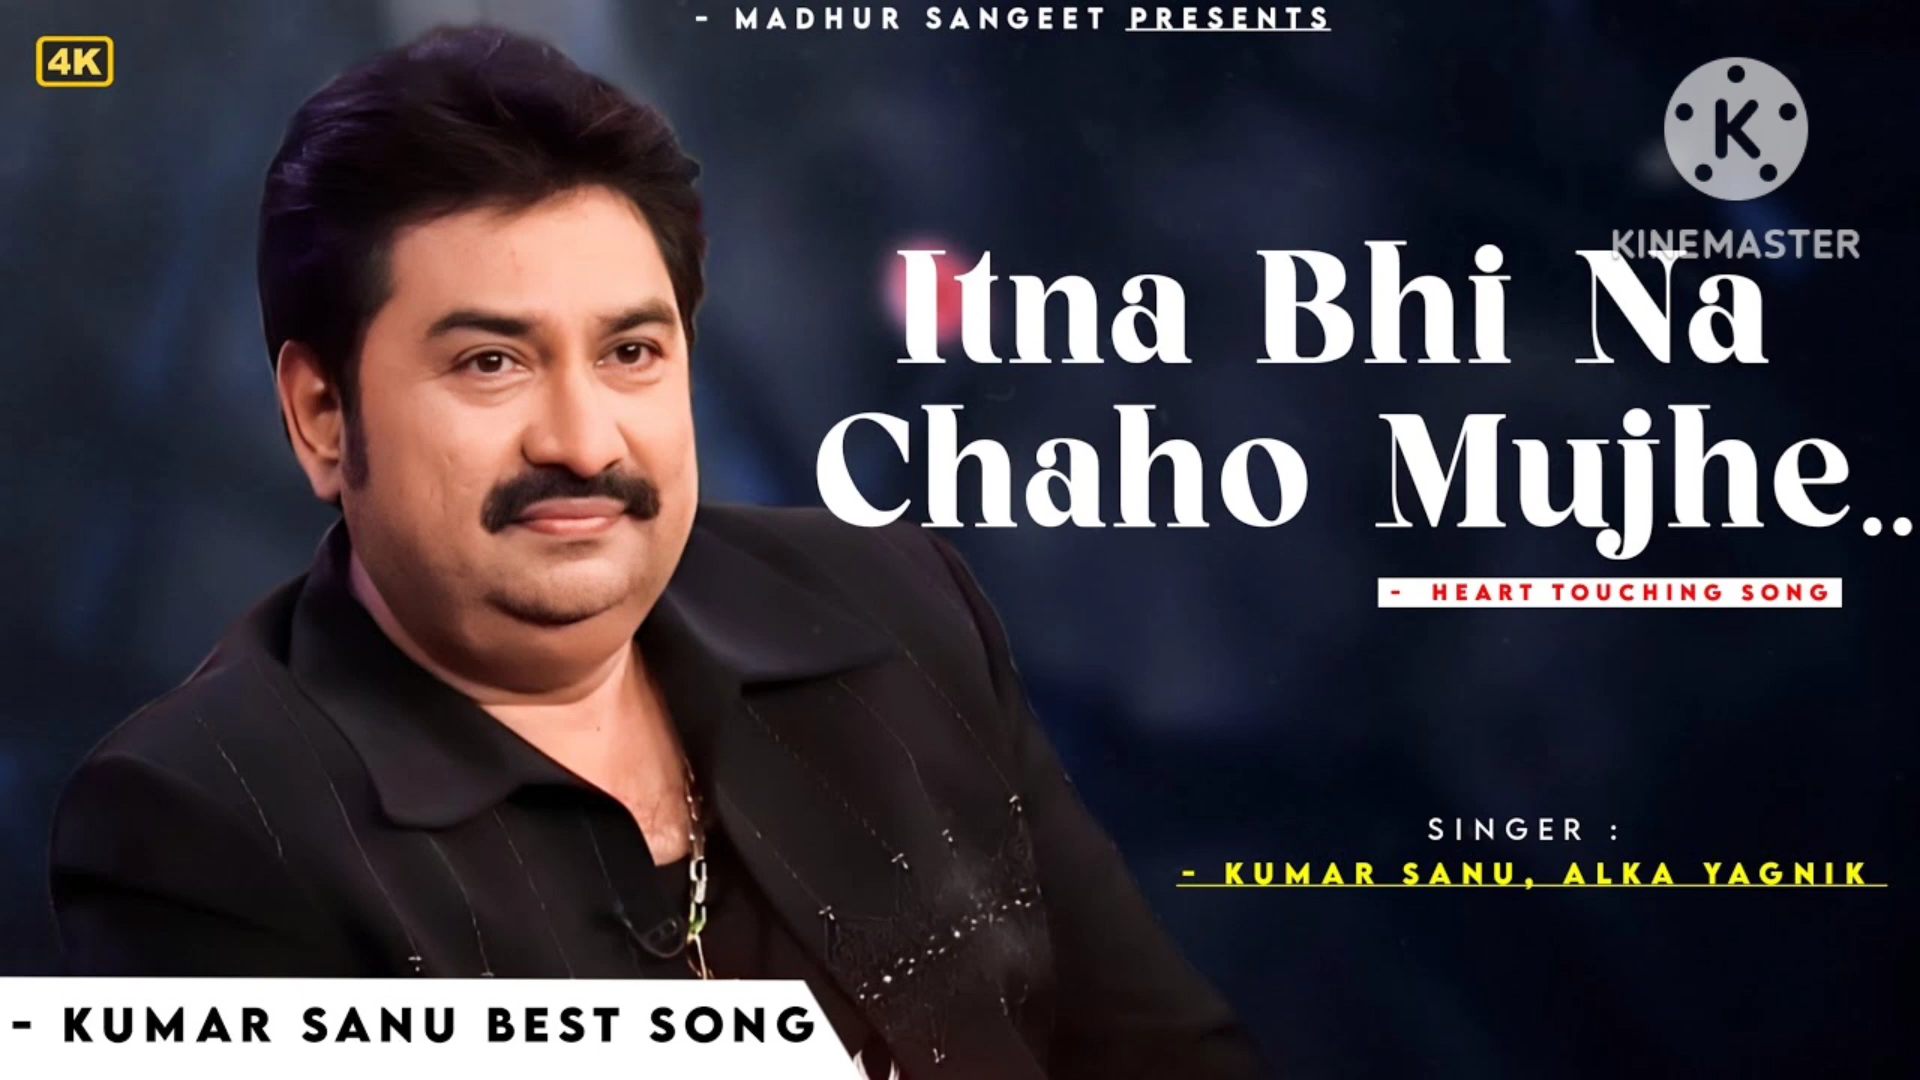 - MADHUR SANGEET PRESENTS
4K
K
KINEMASTER
Itna Bhi Na
Chaho Mujhe..
- HEART TOUCHING SONG
SINGER :
- KUMAR SANU, ALKA YAGNIK
- KUMAR SANU BEST SONG